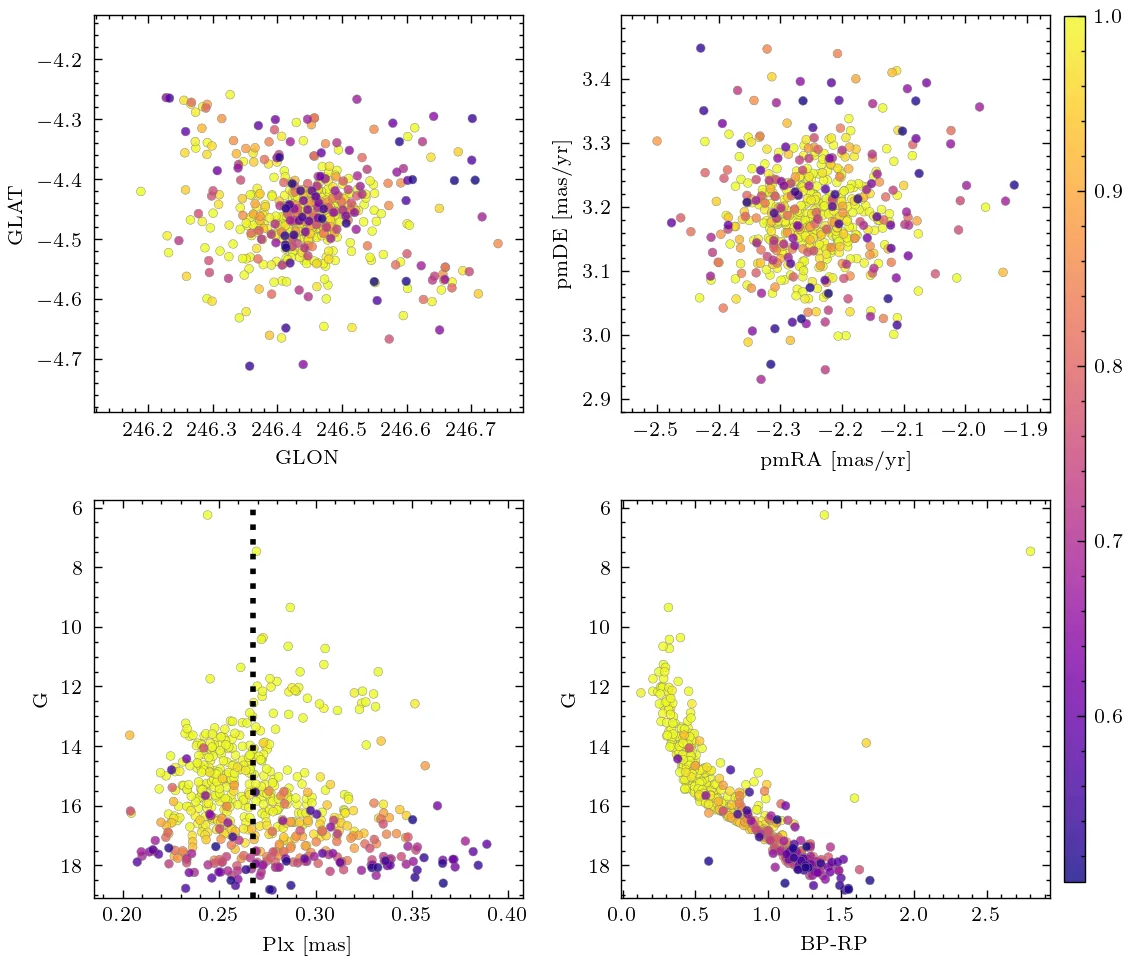 −4.2
−4.3
−4.4
−4.5
−4.6
−4.7
GLAT
246.2 246.3 246.4 246.5 246.6 246.7
GLON
3.4
3.3
3.2
3.1
3.0
2.9
pmDE [mas/yr]
−2.5 −2.4 −2.3 −2.2 −2.1 −2.0 −1.9
pmRA [mas/yr]
1.0
0.9
0.8
0.7
0.6
6
8
10
12
14
16
18
G
0.20 0.25 0.30 0.35 0.40
Plx [mas]
6
8
10
12
14
16
18
G
0.0 0.5 1.0 1.5 2.0 2.5
BP-RP